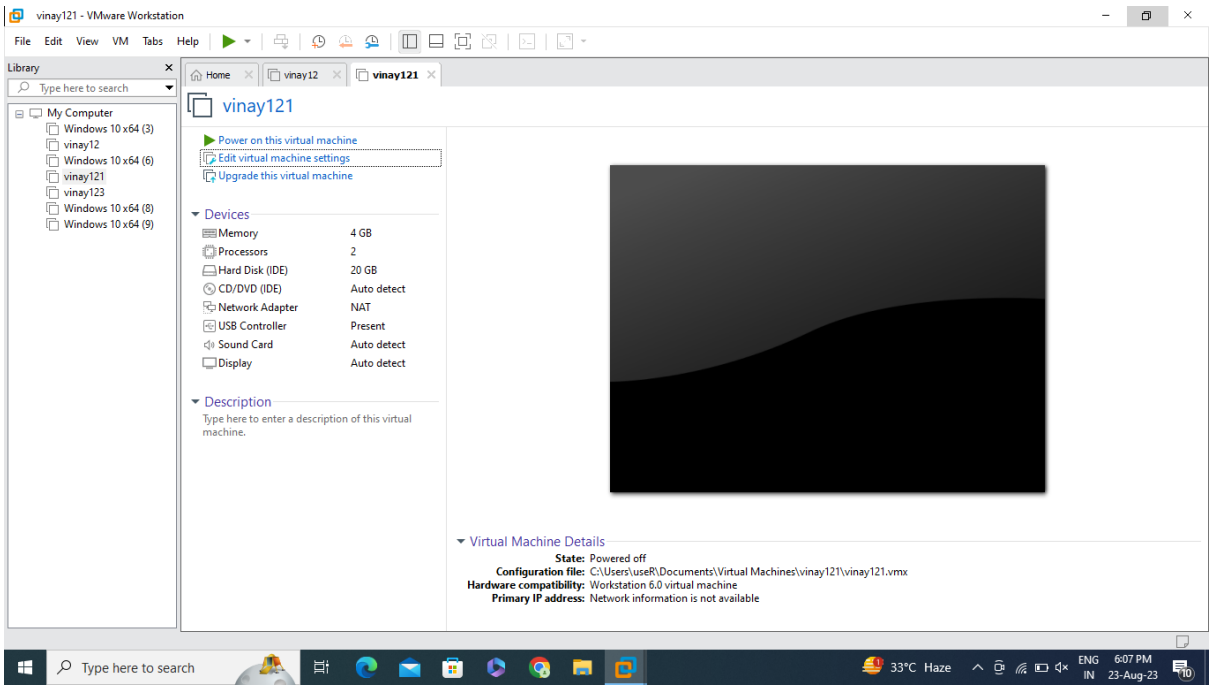 vinay121 - VMware Workstation
File Edit View VM Tabs Help
Library
Type here to search
My Computer
Windows 10 x64 (3)
vinay12
Windows 10 x64 (6)
vinay121
vinay123
Windows 10 x64 (8)
Windows 10 x64 (9)
Home vinay12 vinay121
vinay121
Power on this virtual machine
Edit virtual machine settings
Upgrade this virtual machine
Devices
Memory 4 GB
Processors 2
Hard Disk (IDE) 20 GB
CD/DVD (IDE) Auto detect
Network Adapter NAT
USB Controller Present
Sound Card Auto detect
Display Auto detect
Description
Type here to enter a description of this virtual
machine.
Virtual Machine Details
State: Powered off
Configuration file: C:\Users\useR\Documents\Virtual Machines\vinay121\vinay121.vmx
Hardware compatibility: Workstation 6.0 virtual machine
Primary IP address: Network information is not available
Type here to search
33°C Haze
ENG
IN
6:07 PM
23-Aug-23
10